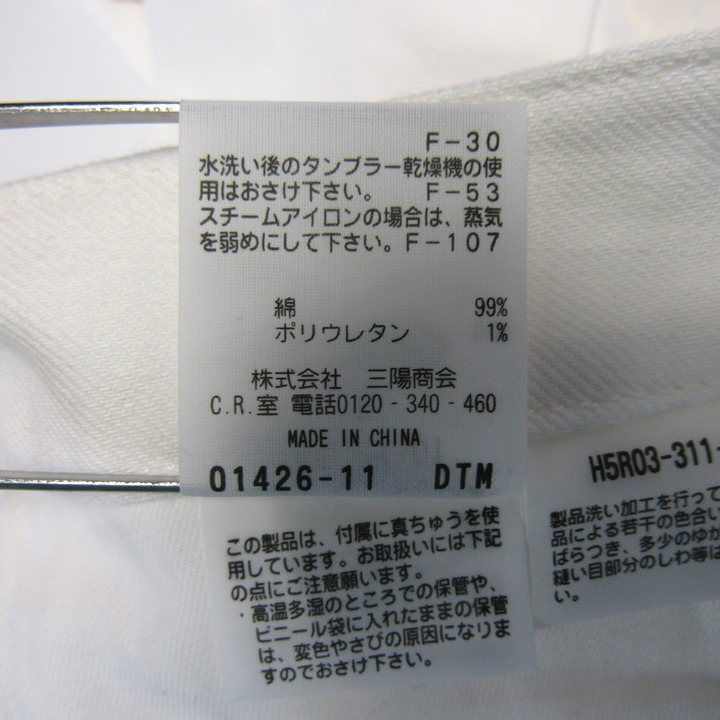 F-30
水洗い後のタンブラー乾燥機の使
用はおさけ下さい。 F-53
スチームアイロンの場合は、蒸気
を弱めにして下さい。F-107
綿 99%
ポリウレタン 1%
株式会社 三陽商会
C.R.室 電話0120-340-460
MADE IN CHINA
01426-11 DTM
この製品は、付属に真ちゅうを使
用しています。お取扱いには下記
の点にご注意願います。
・高温多湿のところでの保管や、
ビニール袋に入れたままの保管
は、変色やさびの原因になりま
すのでおさけ下さい。
H5R03-311-
製品洗い加工を行って
品による若干の色合い
ばらつき、多少のゆが
縫い目部分のしわ等は
い。